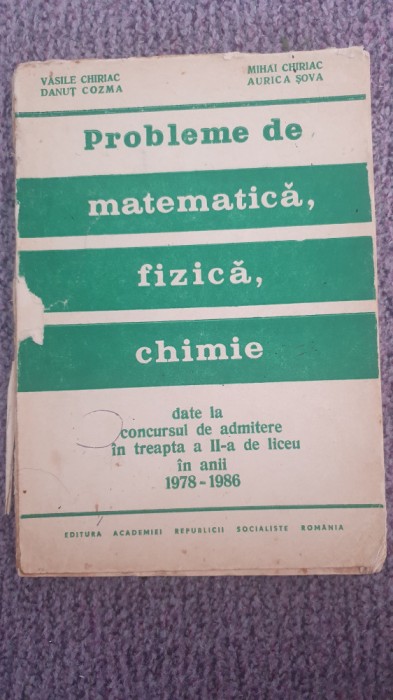 VASILE CHIRIAC
DANUȚ COZMA
MIHAI CHIRIAC
AURICA ȘOVA
Probleme de
matematică,
fizică,
chimie
date la
concursul de admitere
în treapta a II-a de liceu
în anii
1978-1986
EDITURA ACADEMIEI REPUBLICII SOCIALISTE ROMÂNIA